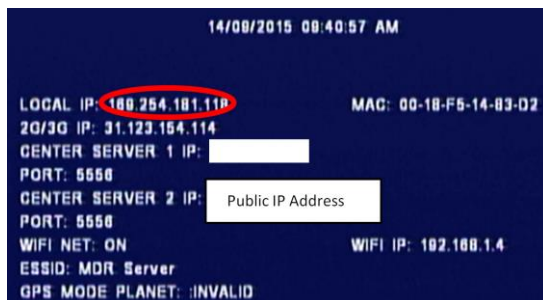 14/09/2015 09:40:57 AM
LOCAL IP: 169.254.181.118 MAC: 00-18-F5-14-83-D2
2G/3G IP: 31.123.154.114
CENTER SERVER 1 IP:
PORT: 5556
CENTER SERVER 2 IP: Public IP Address
PORT: 5556
WIFI NET: ON WIFI IP: 192.168.1.4
ESSID: MDR Server
GPS MODE PLANET: :INVALID